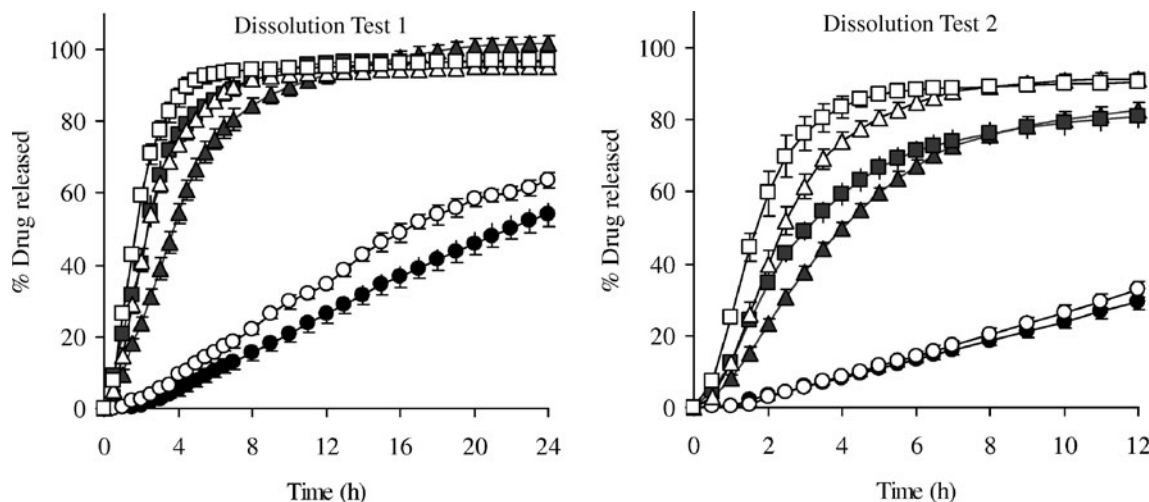 Dissolution Test 1
% Drug released
100
80
60
40
20
0
0 4 8 12 16 20 24
Time (h)
Dissolution Test 2
% Drug released
100
80
60
40
20
0
0 2 4 6 8 10 12
Time (h)